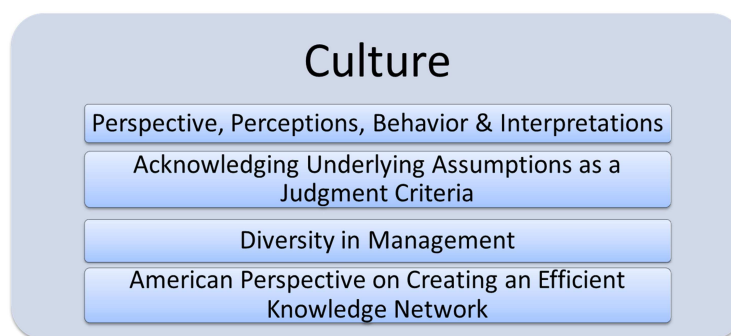 Culture
Perspective, Perceptions, Behavior & Interpretations
Acknowledging Underlying Assumptions as a
Judgment Criteria
Diversity in Management
American Perspective on Creating an Efficient
Knowledge Network